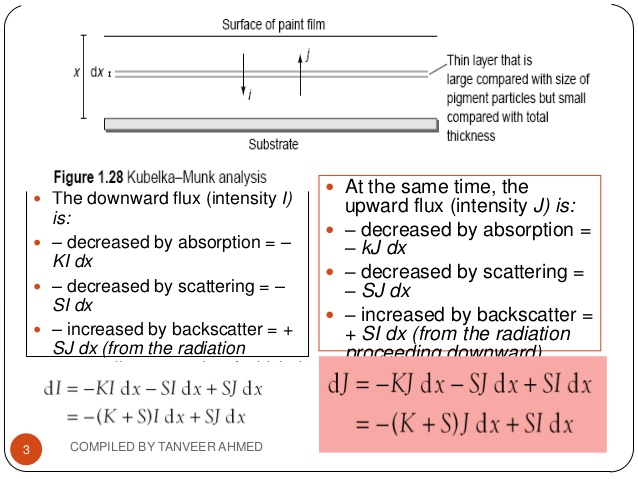 Surface of paint film
x
dx
j
i
Thin layer that is
large compared with size of
pigment particles but small
compared with total
thickness
Substrate
Figure 1.28 Kubelka–Munk analysis
• The downward flux (intensity I)
is:
• – decreased by absorption = –
KI dx
• – decreased by scattering = –
SI dx
• – increased by backscatter = +
SJ dx (from the radiation
• At the same time, the
upward flux (intensity J) is:
• – decreased by absorption =
– kJ dx
• – decreased by scattering =
– SJ dx
• – increased by backscatter =
+ SI dx (from the radiation
proceeding downward)
dI = −KI dx − SI dx + SJ dx
= −(K + S)I dx + SJ dx
dJ = −KJ dx − SJ dx + SI dx
= −(K + S)J dx + SI dx
3
COMPILED BY TANVEER AHMED